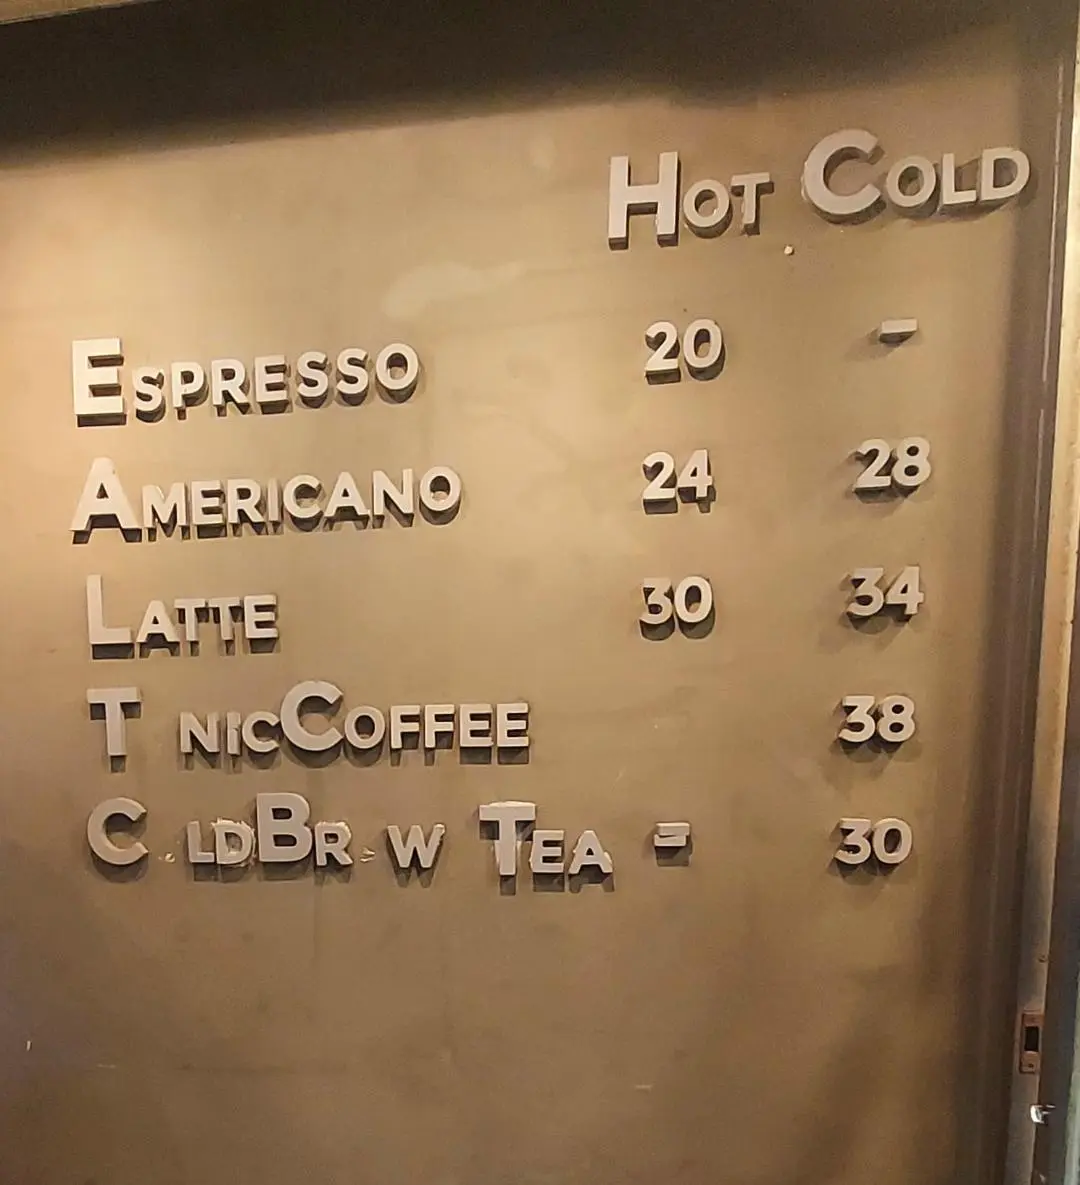 Hot Cold
Espresso 20 -
Americano 24 28
Latte 30 34
T nicCoffee 38
C ldBr w Tea - 30